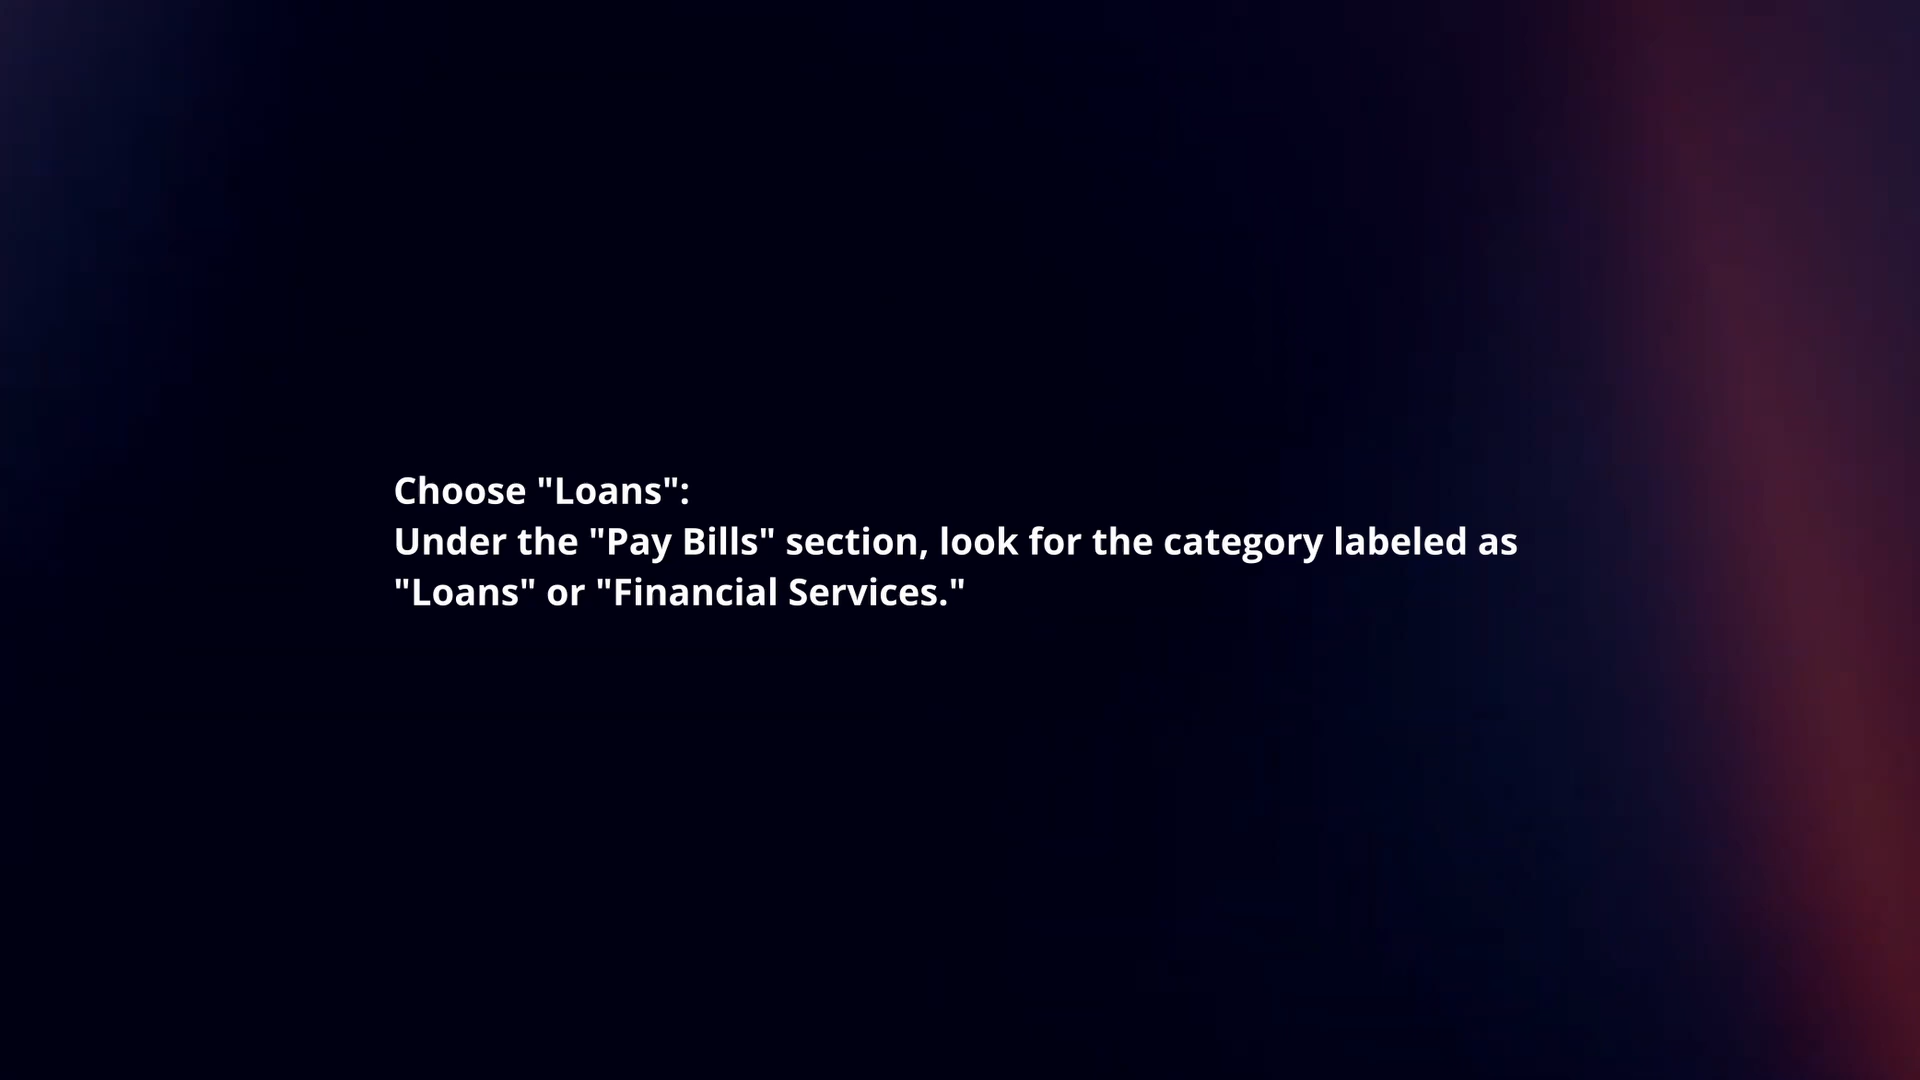 Choose "Loans":
Under the "Pay Bills" section, look for the category labeled as
"Loans" or "Financial Services."